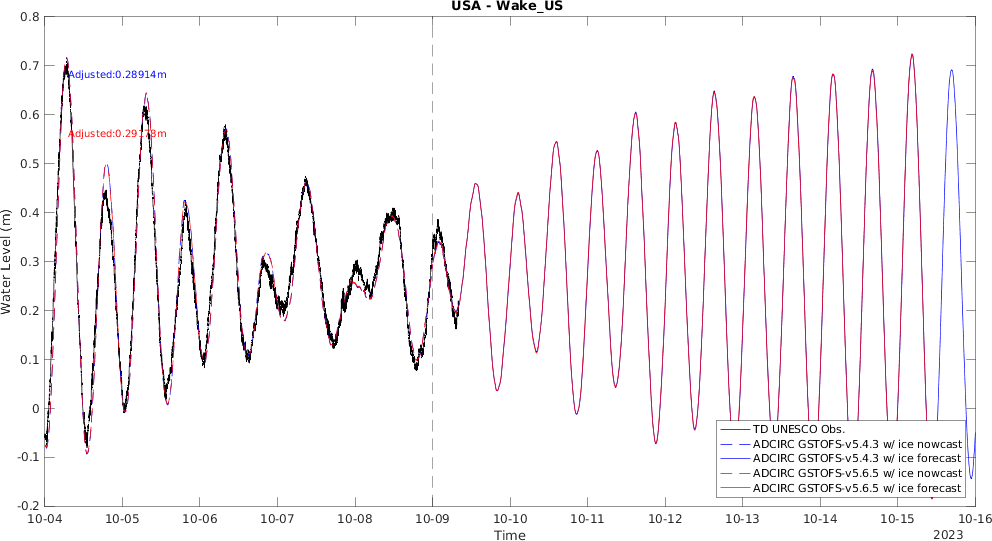 USA - Wake_US
0.8
0.7
0.6
0.5
0.4
0.3
0.2
0.1
0
-0.1
-0.2
Water Level (m)
Adjusted:0.28914m
Adjusted:0.29178m
TD UNESCO Obs.
ADCIRC GSTOFS-v5.4.3 w/ ice nowcast
ADCIRC GSTOFS-v5.4.3 w/ ice forecast
ADCIRC GSTOFS-v5.6.5 w/ ice nowcast
ADCIRC GSTOFS-v5.6.5 w/ ice forecast
10-04 10-05 10-06 10-07 10-08 10-09 10-10 10-11 10-12 10-13 10-14 10-15 10-16
Time
2023